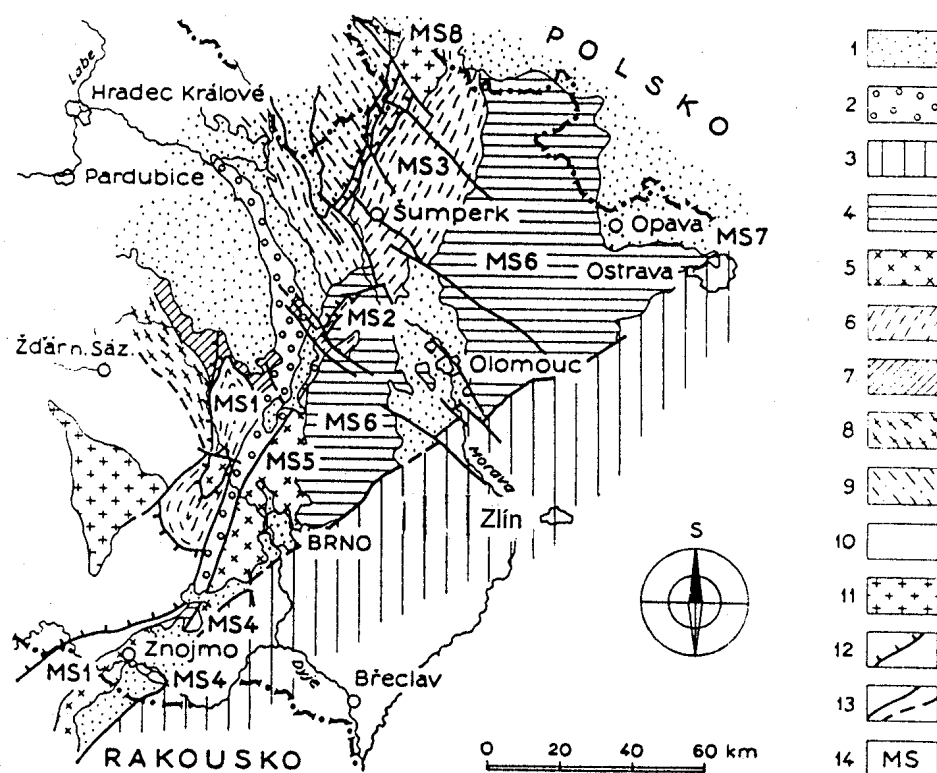 MS8
POLSKO
Labe
Hradec Králové
MS3
Pardubice
Šumperk
Opava
MS7
MS6
Ostrava
MS2
Žďár n. Sáz.
Olomouc
MS1
MS6
MS5
Morava
Zlín
BRNO
S
MS4
Znojmo
MS1
MS4
Dyje
Břeclav
RAKOUSKO
0 20 40 60 km
1
2
3
4
5
6
7
8
9
10
11
12
13
14 MS